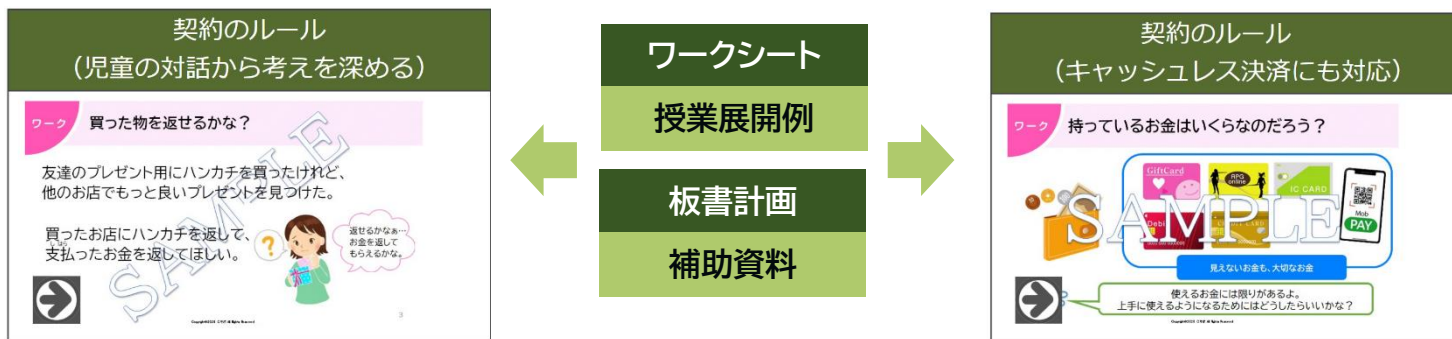 契約のルール
(児童の対話から考えを深める)
ワーク
買った物を返せるかな?
友達のプレゼント用にハンカチを買ったけれど、
他のお店でもっと良いプレゼントを見つけた。
買ったお店にハンカチを返して、
支払ったお金を返してほしい。
?
返せるかなぁ…
お金を返して
もらえるかな。
SAMPLE
3
ワークシート
授業展開例
板書計画
補助資料
契約のルール
(キャッシュレス決済にも対応)
ワーク
持っているお金はいくらなのだろう?
GiftCard
RPG
online
IC CARD
Debi
Mob
PAY
SAMPLE
見えないお金も、大切なお金
使えるお金には限りがあるよ。
上手に使えるようになるためにはどうしたらいいかな?